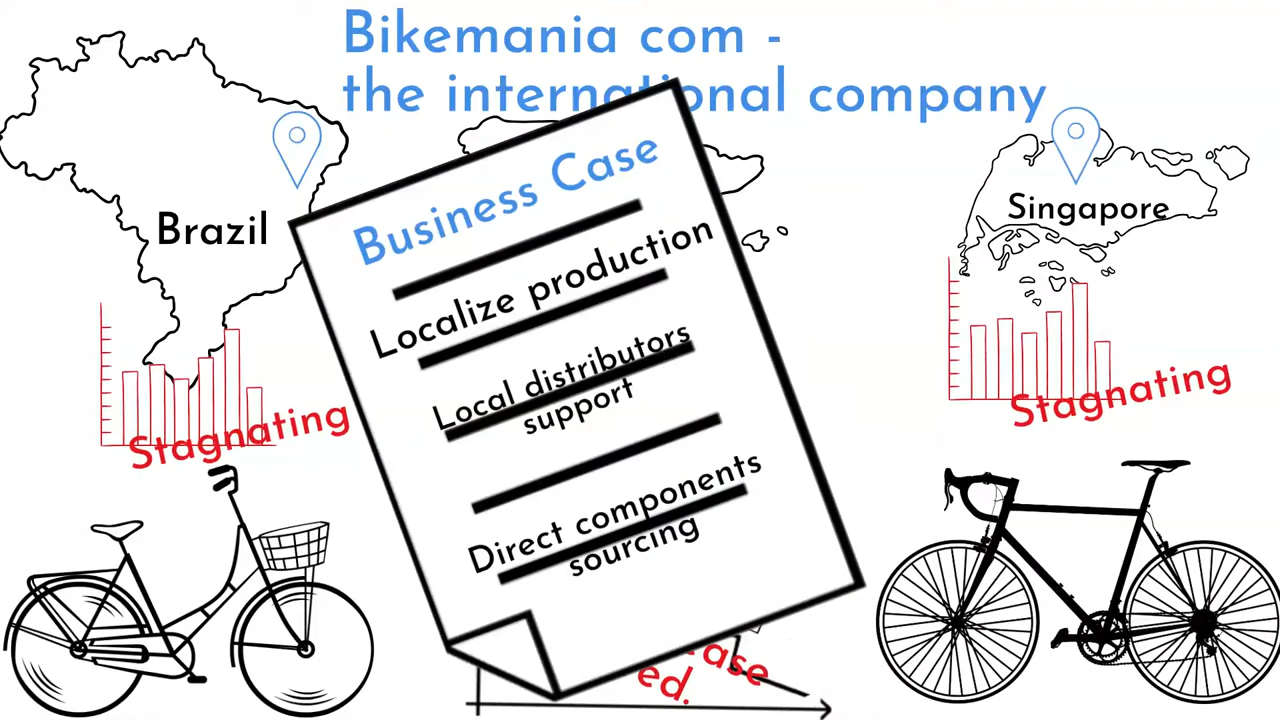 Bikemania com -
the international company
Business Case
Localize production
Local distributors
support
Direct components
sourcing
Brazil
Stagnating
Singapore
Stagnating
ed.